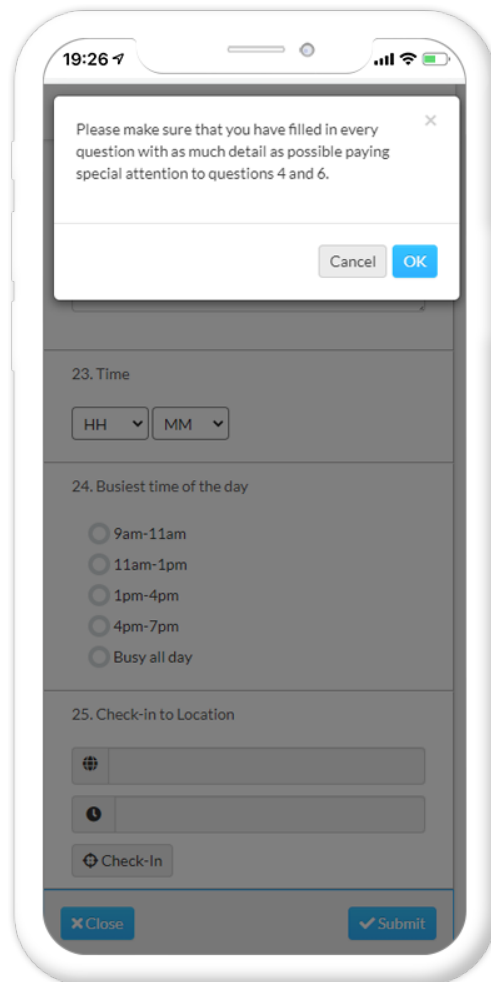 19:26
×
Please make sure that you have filled in every
question with as much detail as possible paying
special attention to questions 4 and 6.
Cancel OK
23. Time
HH MM
24. Busiest time of the day
9am-11am
11am-1pm
1pm-4pm
4pm-7pm
Busy all day
25. Check-in to Location
Check-In
Close Submit